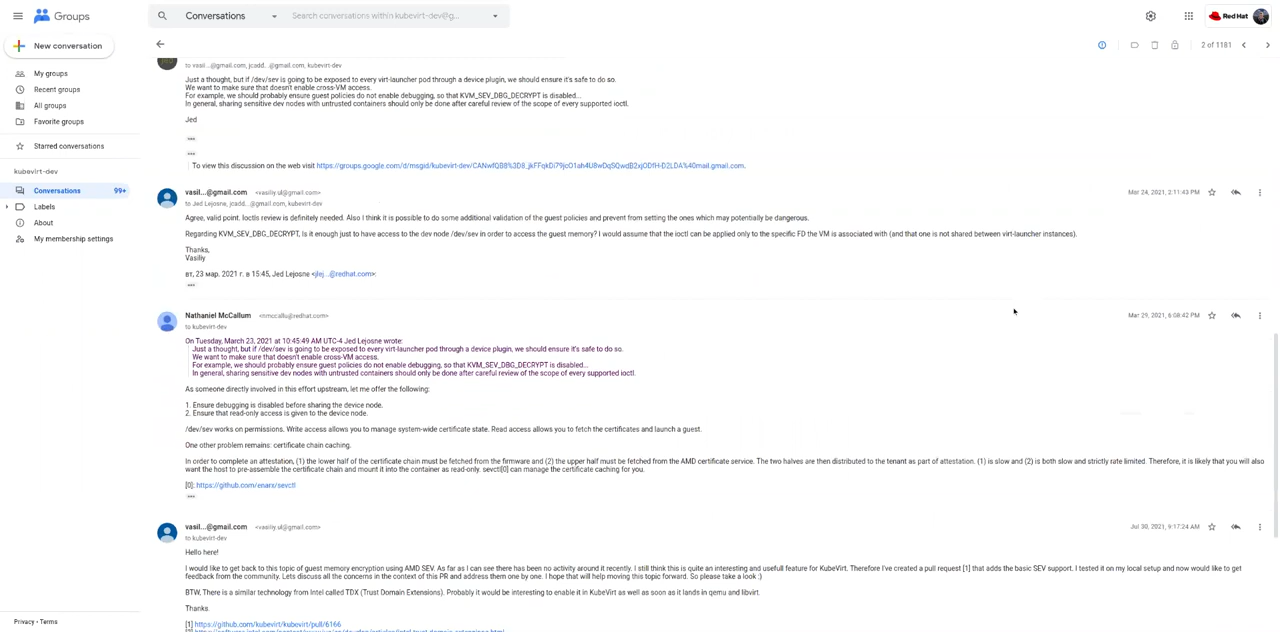 Groups
Conversations
Search conversations within kubevirt-dev@g...
Red Hat
New conversation
2 of 1181
My groups
Recent groups
All groups
Favorite groups
Starred conversations
kubevirt-dev
Conversations 99+
Labels
About
My membership settings
Privacy • Terms
to vasil...@gmail.com, jcadd...@gmail.com, kubevirt-dev
Just a thought, but if /dev/sev is going to be exposed to every virt-launcher pod through a device plugin, we should ensure it's safe to do so.
We want to make sure that doesn't enable cross-VM access.
For example, we should probably ensure guest policies do not enable debugging, so that KVM_SEV_DBG_DECRYPT is disabled...
In general, sharing sensitive dev nodes with untrusted containers should only be done after careful review of the scope of every supported ioctl.
Jed
To view this discussion on the web visit
vasil...@gmail.com <vasiliy.ul@gmail.com> Mar 24, 2021, 2:11:43 PM
to Jed Lejosne, jcadd...@gmail.com, kubevirt-dev
Agree, valid point. Ioctls review is definitely needed. Also I think it is possible to do some additional validation of the guest policies and prevent from setting the ones which may potentially be dangerous.
Regarding KVM_SEV_DBG_DECRYPT, Is it enough just to have access to the dev node /dev/sev in order to access the guest memory? I would assume that the ioctl can be applied only to the specific FD the VM is associated with (and that one is not shared between virt-launcher instances).
Thanks,
Vasiliy
вт, 23 мар. 2021 г. в 15:45, Jed Lejosne <jlej...@redhat.com>:
Nathaniel McCallum <nmccallu@redhat.com> Mar 29, 2021, 6:08:42 PM
to kubevirt-dev
On Tuesday, March 23, 2021 at 10:45:49 AM UTC-4 Jed Lejosne wrote:
Just a thought, but if /dev/sev is going to be exposed to every virt-launcher pod through a device plugin, we should ensure it's safe to do so.
We want to make sure that doesn't enable cross-VM access.
For example, we should probably ensure guest policies do not enable debugging, so that KVM_SEV_DBG_DECRYPT is disabled...
In general, sharing sensitive dev nodes with untrusted containers should only be done after careful review of the scope of every supported ioctl.
As someone directly involved in this effort upstream, let me offer the following:
1. Ensure debugging is disabled before sharing the device node.
2. Ensure that read-only access is given to the device node.
/dev/sev works on permissions. Write access allows you to manage system-wide certificate state. Read access allows you to fetch the certificates and launch a guest.
One other problem remains: certificate chain caching.
In order to complete an attestation, (1) the lower half of the certificate chain must be fetched from the firmware and (2) the upper half must be fetched from the AMD certificate service. The two halves are then distributed to the tenant as part of attestation. (1) is slow and (2) is both slow and strictly rate limited. Therefore, it is likely that you will also
want the host to pre-assemble the certificate chain and mount it into the container as read-only. sevctl[0] can manage the certificate caching for you.
[0]: https://github.com/enarx/sevctl
vasil...@gmail.com <vasiliy.ul@gmail.com> Jul 30, 2021, 9:17:24 AM
to kubevirt-dev
Hello here!
I would like to get back to this topic of guest memory encryption using AMD SEV. As far as I can see there has been no activity around it recently. I still think this is quite an interesting and usefull feature for KubeVirt. Therefore I've created a pull request [1] that adds the basic SEV support. I tested it on my local setup and now would like to get
feedback from the community. Lets discuss all the concerns in the context of this PR and address them one by one. I hope that will help moving this topic forward. So please take a look :)
BTW, There is a similar technology from Intel called TDX (Trust Domain Extensions). Probably it would be interesting to enable it in KubeVirt as well as soon as it lands in qemu and libvirt.
Thanks.
[1] https://github.com/kubevirt/kubevirt/pull/6166